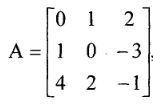 A = [0 1 2
1 0 -3
4 2 -1],